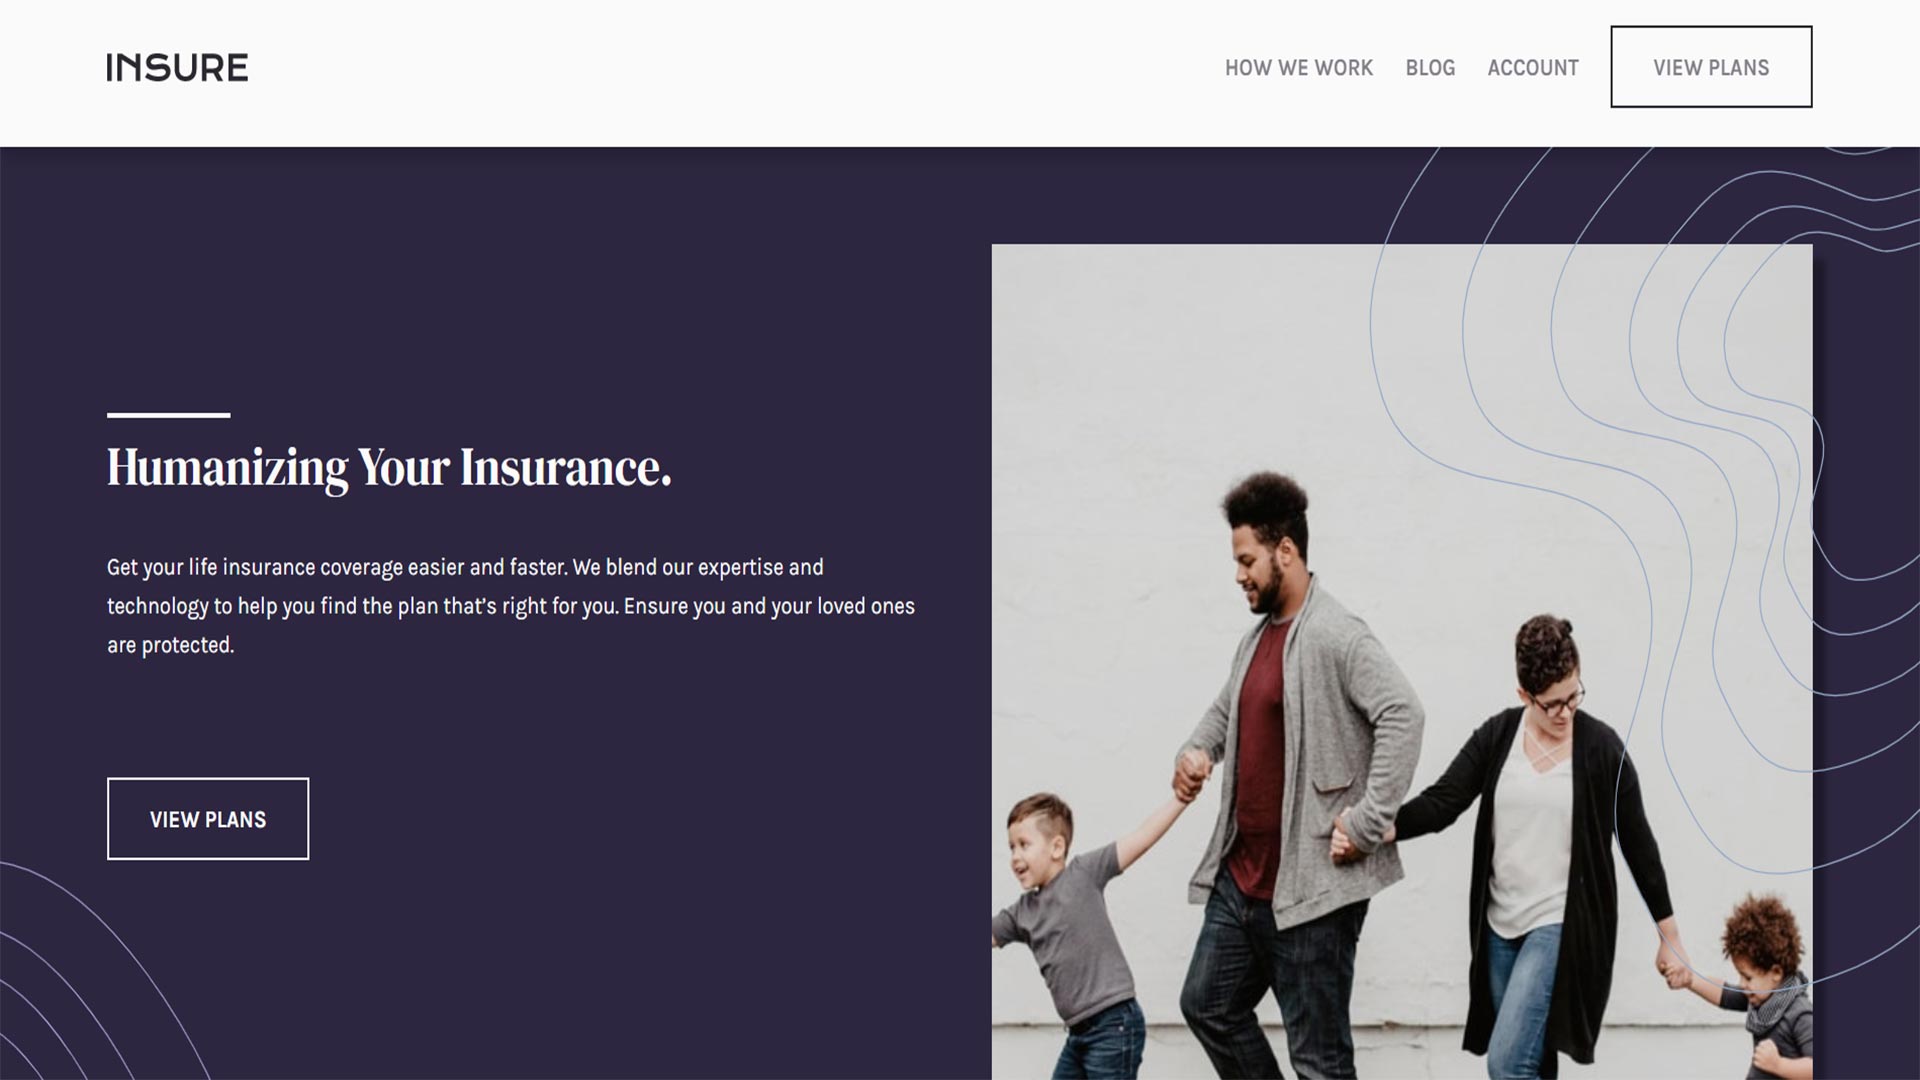 INSURE
HOW WE WORK
BLOG
ACCOUNT
VIEW PLANS
Humanizing Your Insurance.
Get your life insurance coverage easier and faster. We blend our expertise and
technology to help you find the plan that’s right for you. Ensure you and your loved ones
are protected.
VIEW PLANS